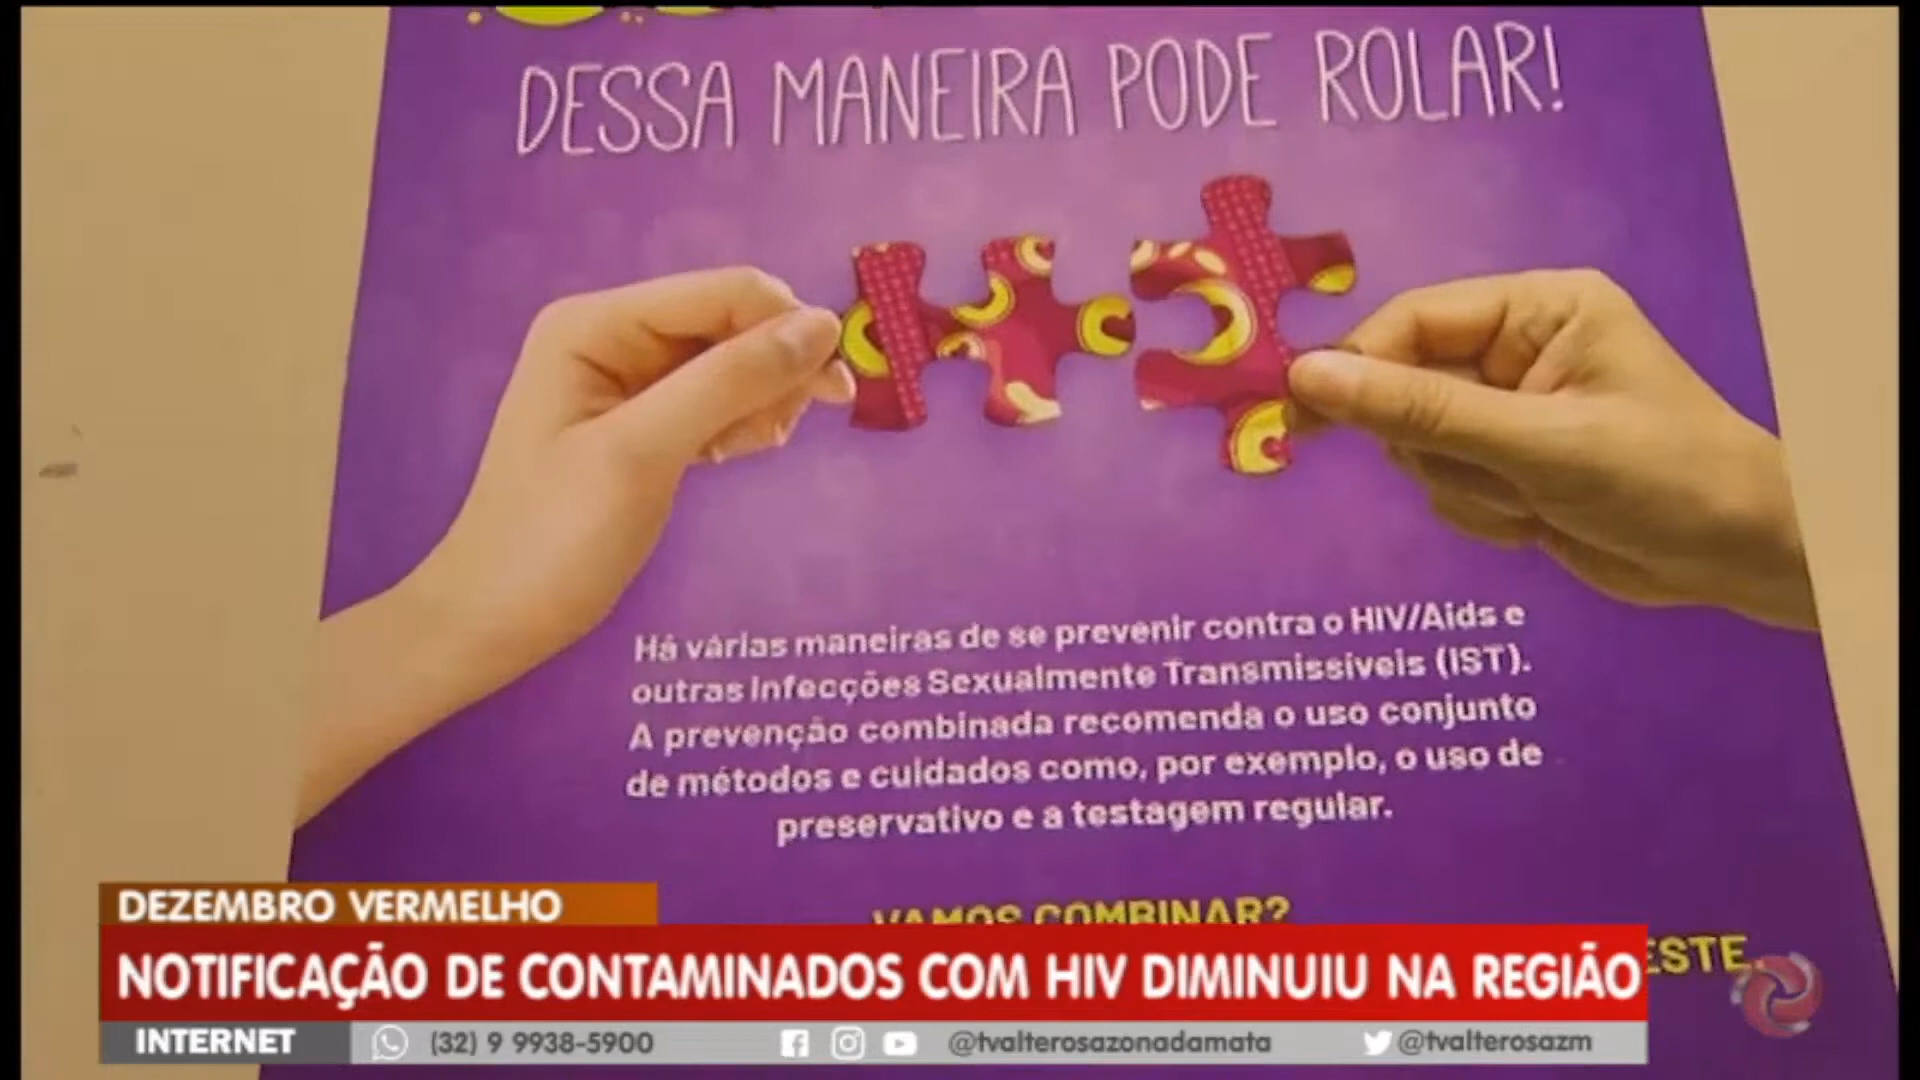 DESSA MANEIRA PODE ROLAR!
Há várias maneiras de se prevenir contra o HIV/Aids e
outras Infecções Sexualmente Transmissíveis (IST).
A prevenção combinada recomenda o uso conjunto
de métodos e cuidados como, por exemplo, o uso de
preservativo e a testagem regular.
VAMOS COMBINAR?
ESTE
DEZEMBRO VERMELHO
NOTIFICAÇÃO DE CONTAMINADOS COM HIV DIMINUIU NA REGIÃO
INTERNET (32) 9 9938-5900 @tvalterosazonadamata @tvalterosazm